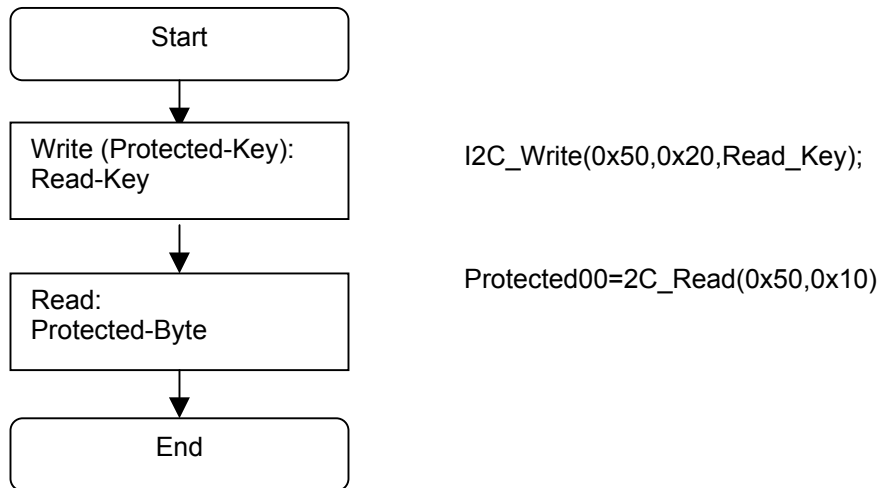 Start
Write (Protected-Key):
Read-Key
I2C_Write(0x50,0x20,Read_Key);
Read:
Protected-Byte
Protected00=2C_Read(0x50,0x10)
End